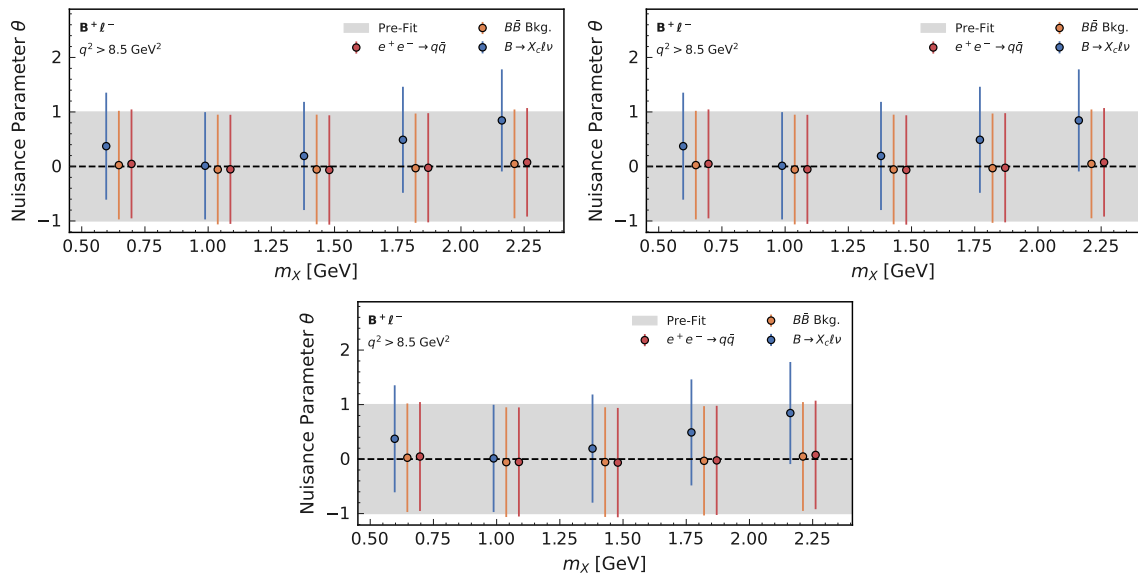 B⁺ℓ⁻
q² > 8.5 GeV²
Pre-Fit
e⁺e⁻ → qq̄
BB̄ Bkg.
B → X_cℓν
Nuisance Parameter θ
2
1
0
−1
0.50 0.75 1.00 1.25 1.50 1.75 2.00 2.25
m_X [GeV]
B⁺ℓ⁻
q² > 8.5 GeV²
Pre-Fit
e⁺e⁻ → qq̄
BB̄ Bkg.
B → X_cℓν
Nuisance Parameter θ
2
1
0
−1
0.50 0.75 1.00 1.25 1.50 1.75 2.00 2.25
m_X [GeV]
B⁺ℓ⁻
q² > 8.5 GeV²
Pre-Fit
e⁺e⁻ → qq̄
BB̄ Bkg.
B → X_cℓν
Nuisance Parameter θ
2
1
0
−1
0.50 0.75 1.00 1.25 1.50 1.75 2.00 2.25
m_X [GeV]